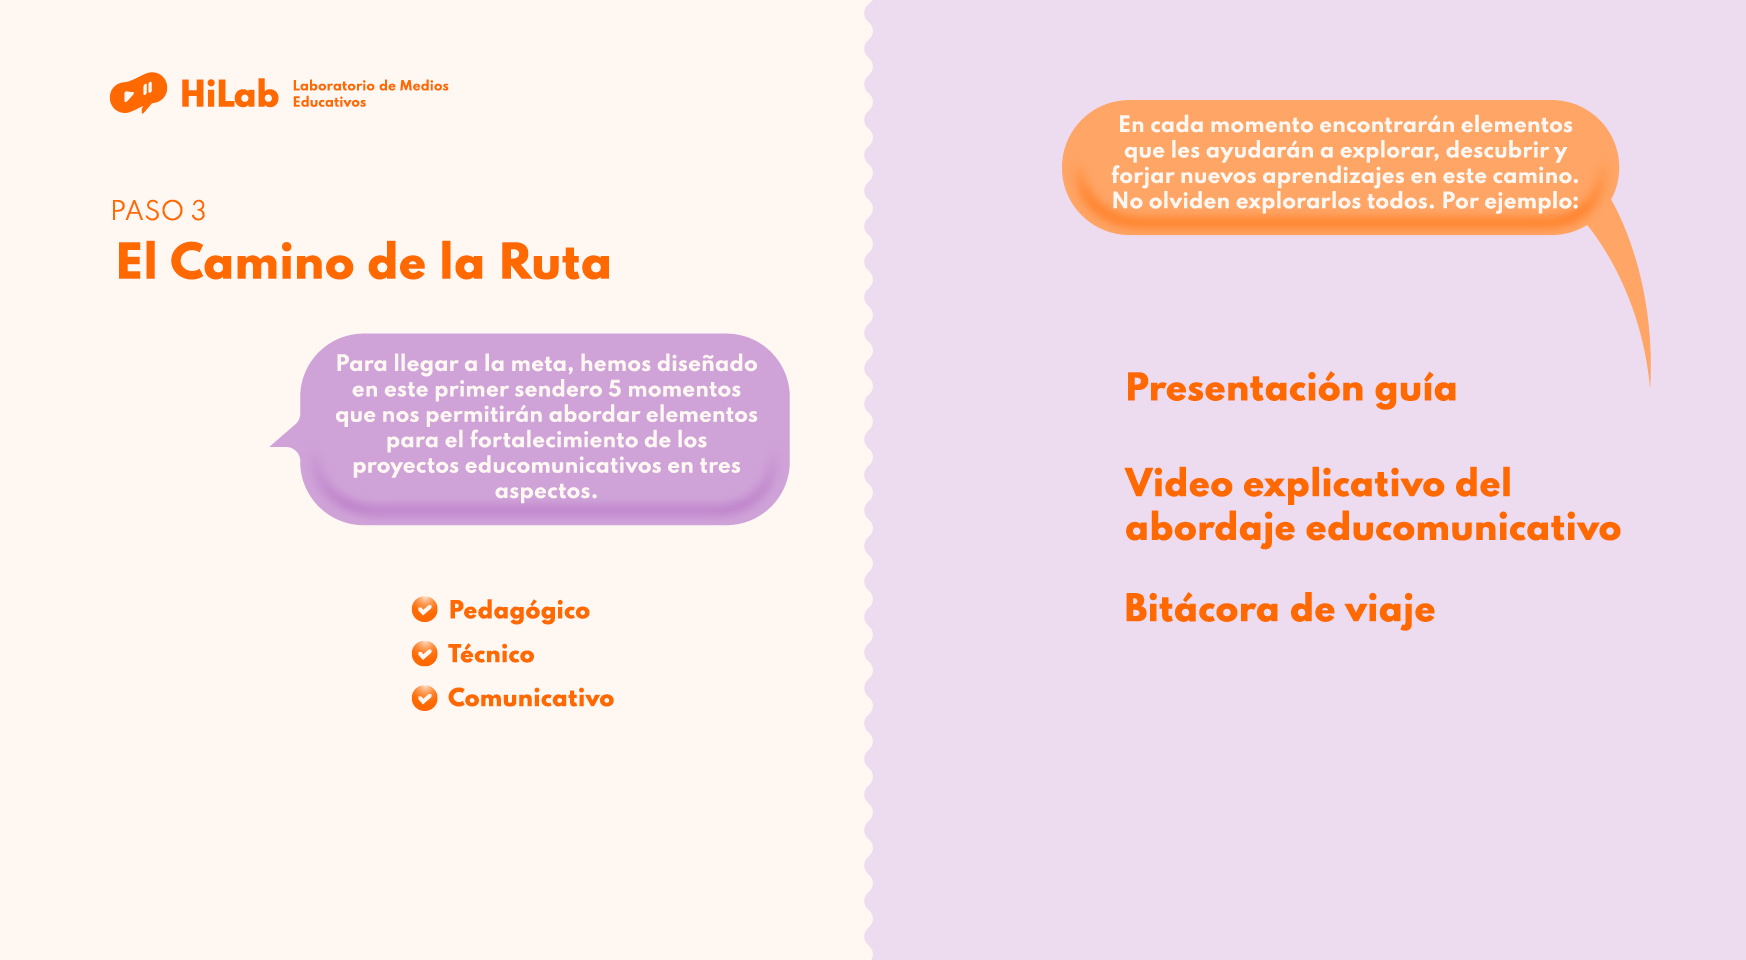 HiLab
Laboratorio de Medios
Educativos
PASO 3
El Camino de la Ruta
Para llegar a la meta, hemos diseñado
en este primer sendero 5 momentos
que nos permitirán abordar elementos
para el fortalecimiento de los
proyectos educomunicativos en tres
aspectos.
Pedagógico
Técnico
Comunicativo
En cada momento encontrarán elementos
que les ayudarán a explorar, descubrir y
forjar nuevos aprendizajes en este camino.
No olviden explorarlos todos. Por ejemplo:
Presentación guía
Video explicativo del
abordaje educomunicativo
Bitácora de viaje